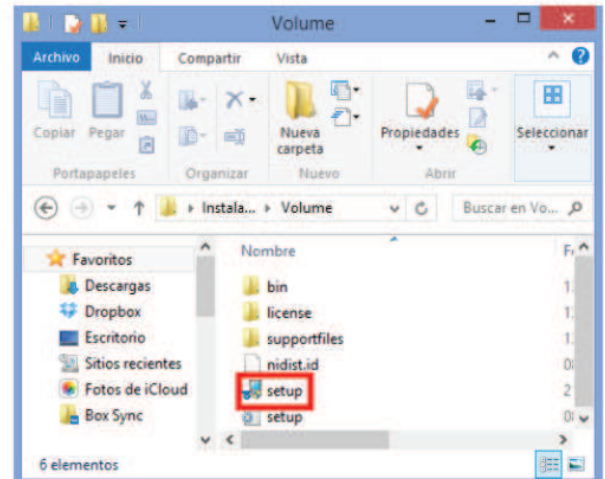 Volume
Archivo Inicio Compartir Vista
Copiar Pegar Nueva carpeta Propiedades Seleccionar
Portapapeles Organizar Nuevo Abrir
Instala... Volume Buscar en Vo...
Favoritos
Descargas
Dropbox
Escritorio
Sitios recientes
Fotos de iCloud
Box Sync
Nombre
bin
license
supportfiles
nidist.id
setup
setup
6 elementos